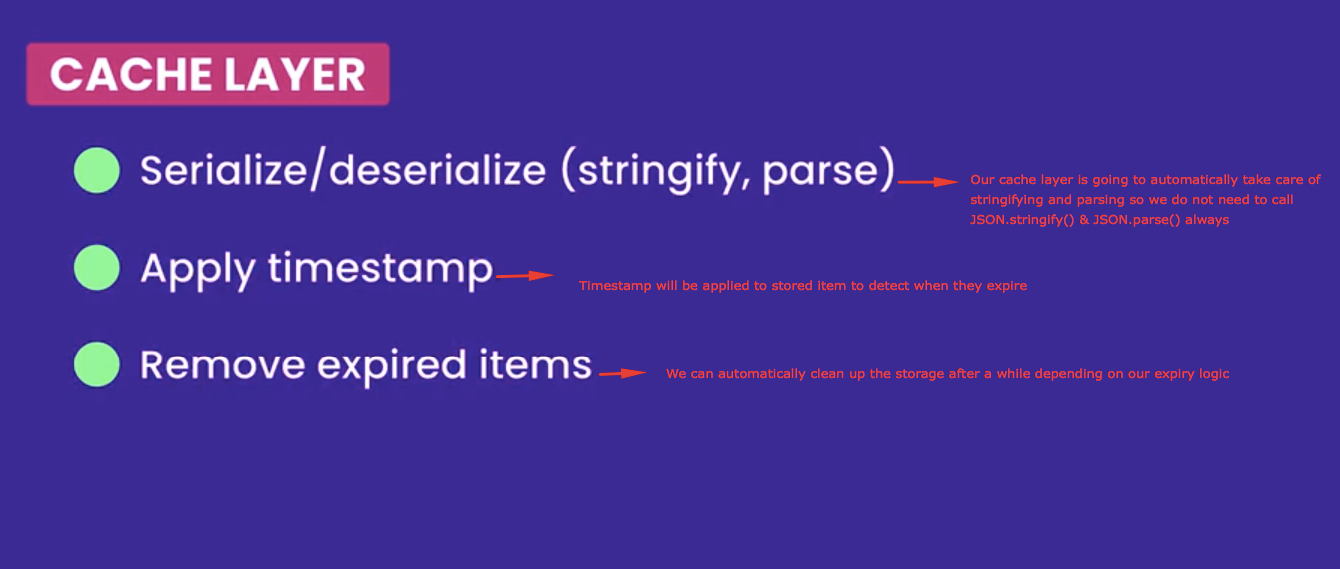 CACHE LAYER
Serialize/deserialize (stringify, parse)
Our cache layer is going to automatically take care of
stringifying and parsing so we do not need to call
JSON.stringify() & JSON.parse() always
Apply timestamp
Timestamp will be applied to stored item to detect when they expire
Remove expired items
We can automatically clean up the storage after a while depending on our expiry logic